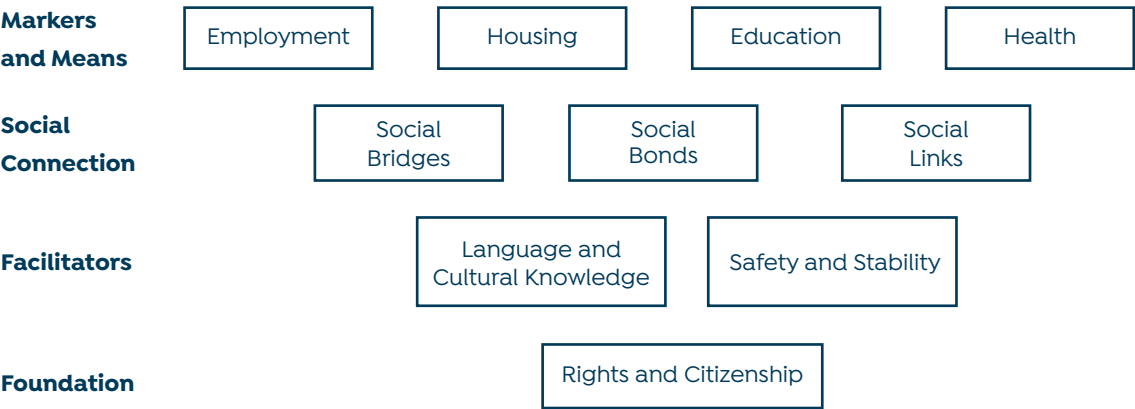 Markers
and Means
Employment
Housing
Education
Health
Social
Connection
Social
Bridges
Social
Bonds
Social
Links
Facilitators
Language and
Cultural Knowledge
Safety and Stability
Foundation
Rights and Citizenship